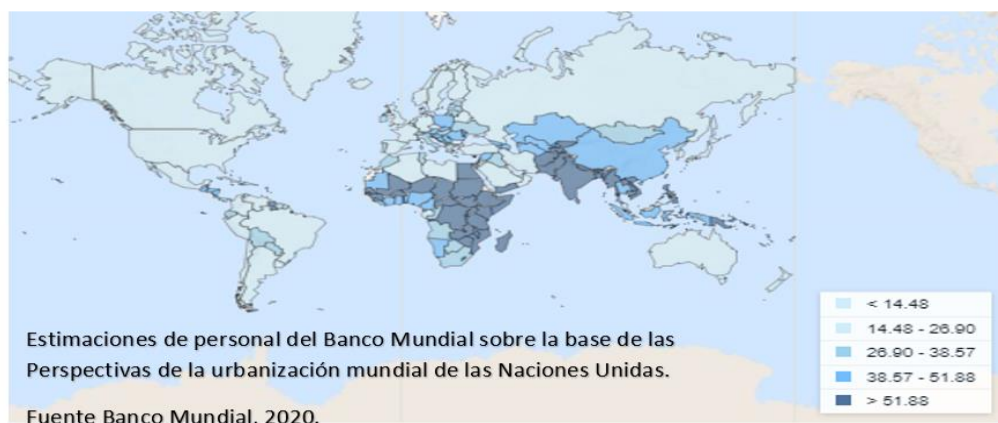 < 14.48
14.48 - 26.90
26.90 - 38.57
38.57 - 51.88
> 51.88
Estimaciones de personal del Banco Mundial sobre la base de las
Perspectivas de la urbanización mundial de las Naciones Unidas.
Fuente Banco Mundial, 2020.